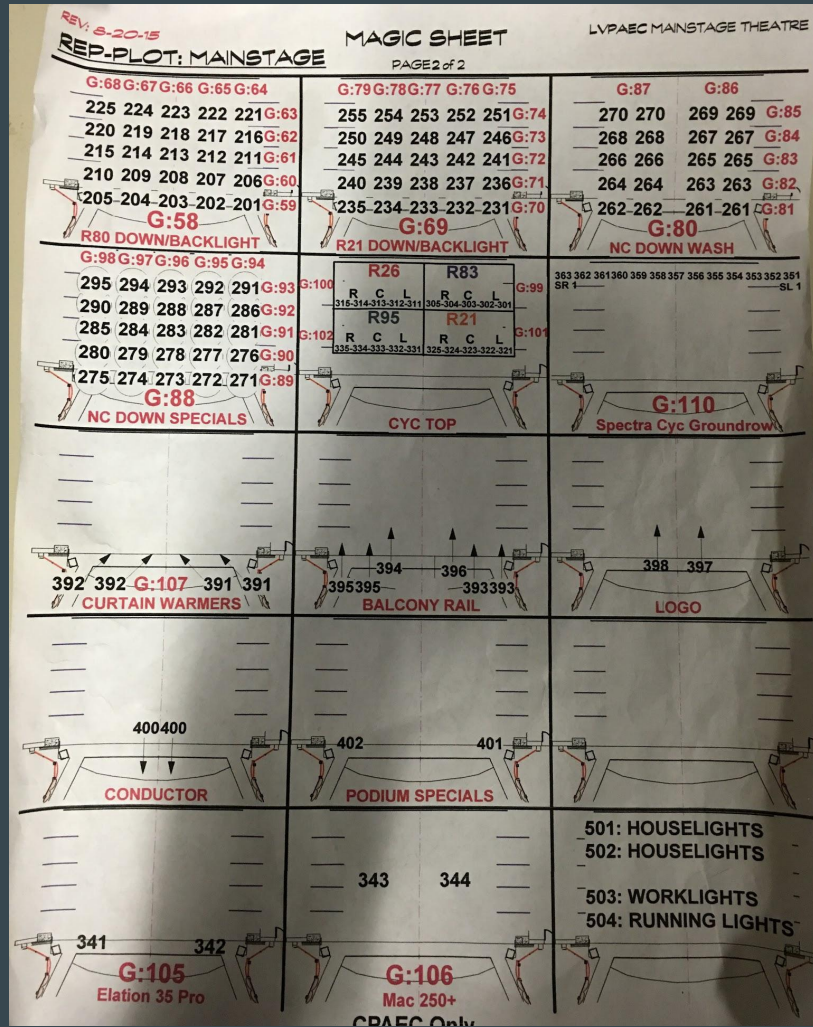 REV: 8-20-15
REP-PLOT: MAINSTAGE
MAGIC SHEET
PAGE 2 of 2
LVPAEC MAINSTAGE THEATRE
G:68 G:67 G:66 G:65 G:64
225 224 223 222 221 G:63
220 219 218 217 216 G:62
215 214 213 212 211 G:61
210 209 208 207 206 G:60
205 204 203 202 201 G:59
G:58
R80 DOWN/BACKLIGHT
G:79 G:78 G:77 G:76 G:75
255 254 253 252 251 G:74
250 249 248 247 246 G:73
245 244 243 242 241 G:72
240 239 238 237 236 G:71
235 234 233 232 231 G:70
G:69
R21 DOWN/BACKLIGHT
G:87 G:86
270 270 269 269 G:85
268 268 267 267 G:84
266 266 265 265 G:83
264 264 263 263 G:82
262 262 261 261 G:81
G:80
NC DOWN WASH
G:98 G:97 G:96 G:95 G:94
295 294 293 292 291 G:93
290 289 288 287 286 G:92
285 284 283 282 281 G:91
280 279 278 277 276 G:90
275 274 273 272 271 G:89
G:88
NC DOWN SPECIALS
R26 R83
G:100 G:99
R C L R C L
315-314-313-312-311 305-304-303-302-301
R95 R21
G:102 G:101
R C L R C L
335-334-333-332-331 325-324-323-322-321
CYC TOP
363 362 361 360 359 358 357 356 355 354 353 352 351
SR 1 SL 1
G:110
Spectra Cyc Groundrow
392 392 G:107 391 391
CURTAIN WARMERS
394 396
395 395 393 393
BALCONY RAIL
398 397
LOGO
400 400
CONDUCTOR
402 401
PODIUM SPECIALS
341 342
G:105
Elation 35 Pro
343 344
G:106
Mac 250+
CPAEC Only
501: HOUSELIGHTS
502: HOUSELIGHTS
503: WORKLIGHTS
504: RUNNING LIGHTS